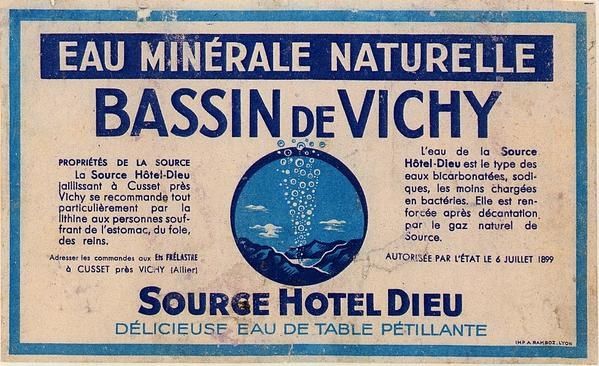 EAU MINÉRALE NATURELLE
BASSIN DE VICHY
PROPRIÉTÉS DE LA SOURCE
La Source Hôtel-Dieu
jaillissant à Cusset près
Vichy se recommande tout
particulièrement par la
lithine aux personnes souf-
frant de l'estomac, du foie,
des reins.
Adresser les commandes aux Ets FRÉLASTRE
à CUSSET près VICHY (Allier)
L'eau de la Source
Hôtel-Dieu est le type des
eaux bicarbonatées, sodi-
ques, les moins chargées
en bactéries. Elle est ren-
forcée après décantation
par le gaz naturel de
Source.
AUTORISÉE PAR L'ÉTAT LE 6 JUILLET 1899
SOURCE HOTEL DIEU
DÉLICIEUSE EAU DE TABLE PÉTILLANTE
IMP. A. RAMBOZ. LYON